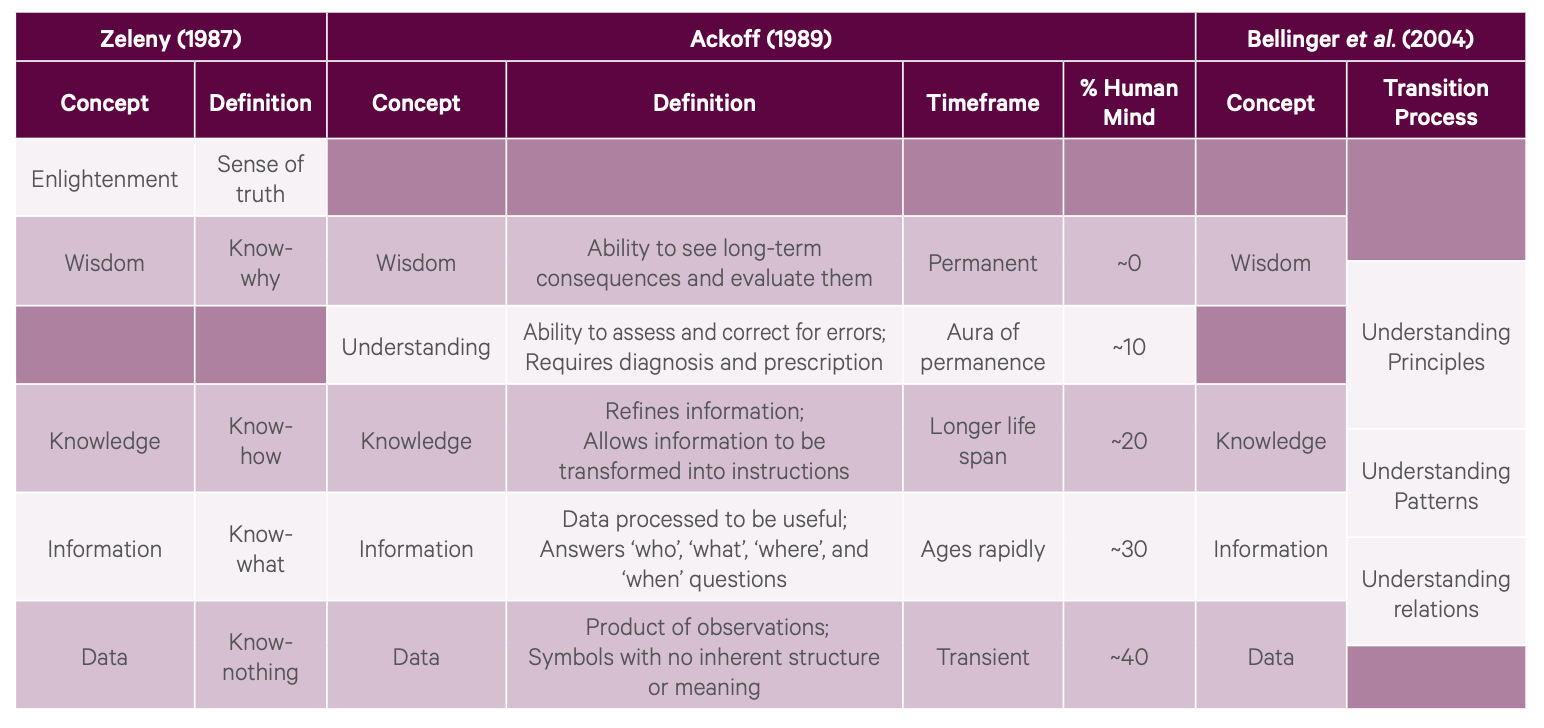 Zeleny (1987)
Ackoff (1989)
Bellinger et al. (2004)
Concept
Definition
Concept
Definition
Timeframe
% Human
Mind
Concept
Transition
Process
Enlightenment
Sense of
truth
Wisdom
Know-
why
Wisdom
Ability to see long-term
consequences and evaluate them
Permanent
~0
Wisdom
Understanding
Ability to assess and correct for errors;
Requires diagnosis and prescription
Aura of
permanence
~10
Understanding
Principles
Knowledge
Know-
how
Knowledge
Refines information;
Allows information to be
transformed into instructions
Longer life
span
~20
Knowledge
Understanding
Patterns
Information
Know-
what
Information
Data processed to be useful;
Answers ‘who’, ‘what’, ‘where’, and
‘when’ questions
Ages rapidly
~30
Information
Understanding
relations
Data
Know-
nothing
Data
Product of observations;
Symbols with no inherent structure
or meaning
Transient
~40
Data